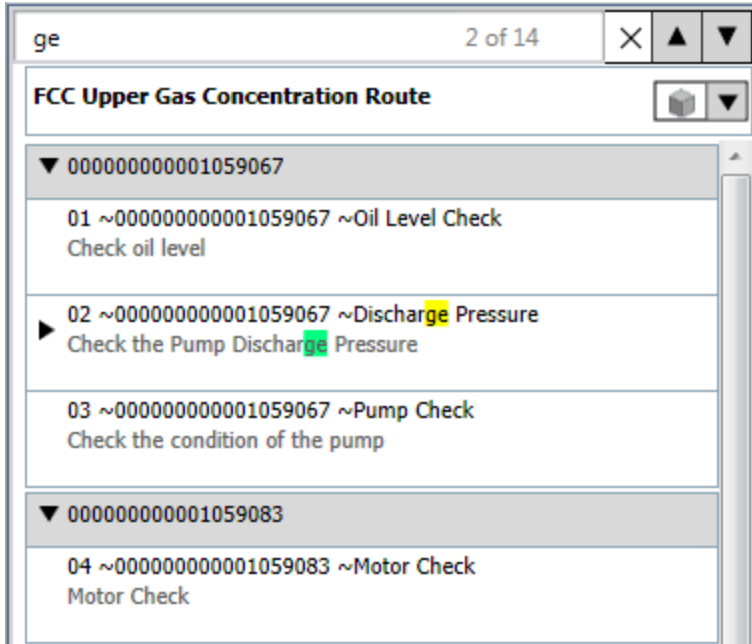 ge 2 of 14
FCC Upper Gas Concentration Route
000000000001059067
01 ~000000000001059067 ~Oil Level Check
Check oil level
02 ~000000000001059067 ~Discharge Pressure
Check the Pump Discharge Pressure
03 ~000000000001059067 ~Pump Check
Check the condition of the pump
000000000001059083
04 ~000000000001059083 ~Motor Check
Motor Check